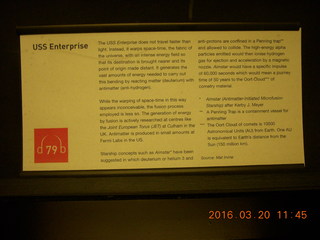 USS Enterprise
The USS Enterprise does not travel faster than
light. Instead, it warps space-time, the fabric of
the universe, with an intense energy field so
that its destination is brought nearer and its
point of origin made distant. It generates the
vast amounts of energy needed to carry out
this bending by reacting matter (deuterium) with
antimatter (anti-hydrogen).
While the warping of space-time in this way
appears inconceivable, the fusion process
employed is less so. The generation of energy
by fusion is actively researched at centres like
the Joint European Torus (JET) at Culham in the
UK. Antimatter is produced in small amounts at
Fermi Labs in the US.
Starship concepts such as Aimstar* have been
suggested in which deuterium or helium 3 and
anti-protons are confined in a Penning trap**
and allowed to collide. The high-energy alpha
particles emitted would then excite hydrogen
gas for ejection and acceleration by a magnetic
nozzle. Aimstar would have a specific impulse
of 60,000 seconds which would mean a journey
time of 50 years to the Oort Cloud*** of
cometary material.
* Aimstar (Antimatter Initiated Microfusion
Starship) after Kathy J. Meyer
** A Penning Trap is a containment vessel for
antimatter
*** The Oort Cloud of comets is 10000
Astronomical Units (AU) from Earth. One AU
is equivalent to Earth's distance from the
Sun (150 million km).
79
2016.03.20 11:45